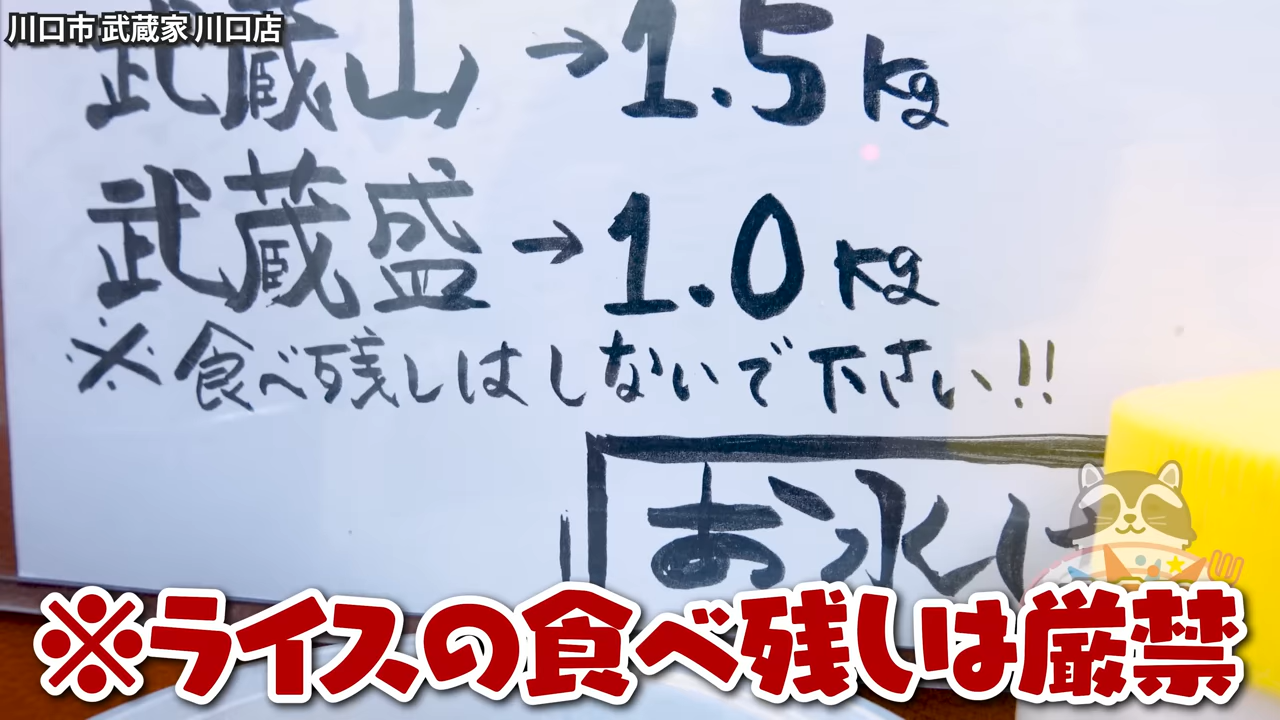 川口市 武蔵家 川口店
武蔵山→1.5kg
武蔵盛→1.0kg
※食べ残しはしないで下さい!!
お水は
※ライスの食べ残しは厳禁